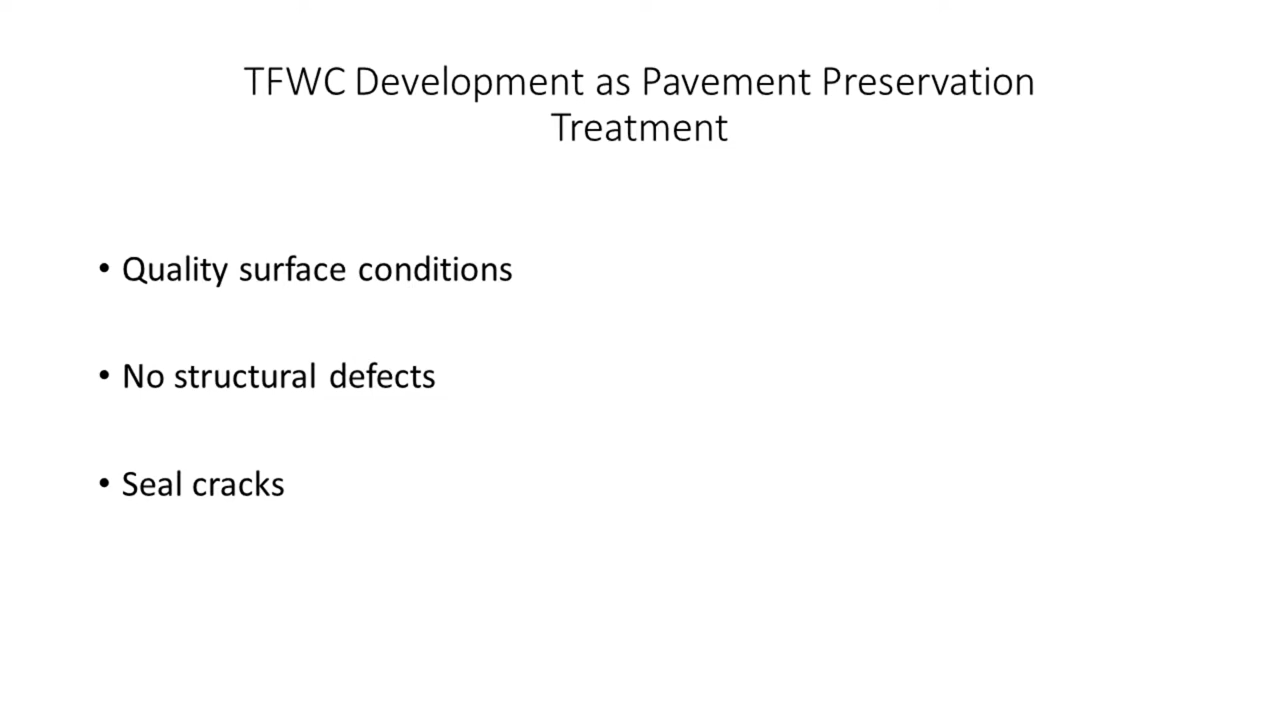 TFWC Development as Pavement Preservation
Treatment
• Quality surface conditions
• No structural defects
• Seal cracks